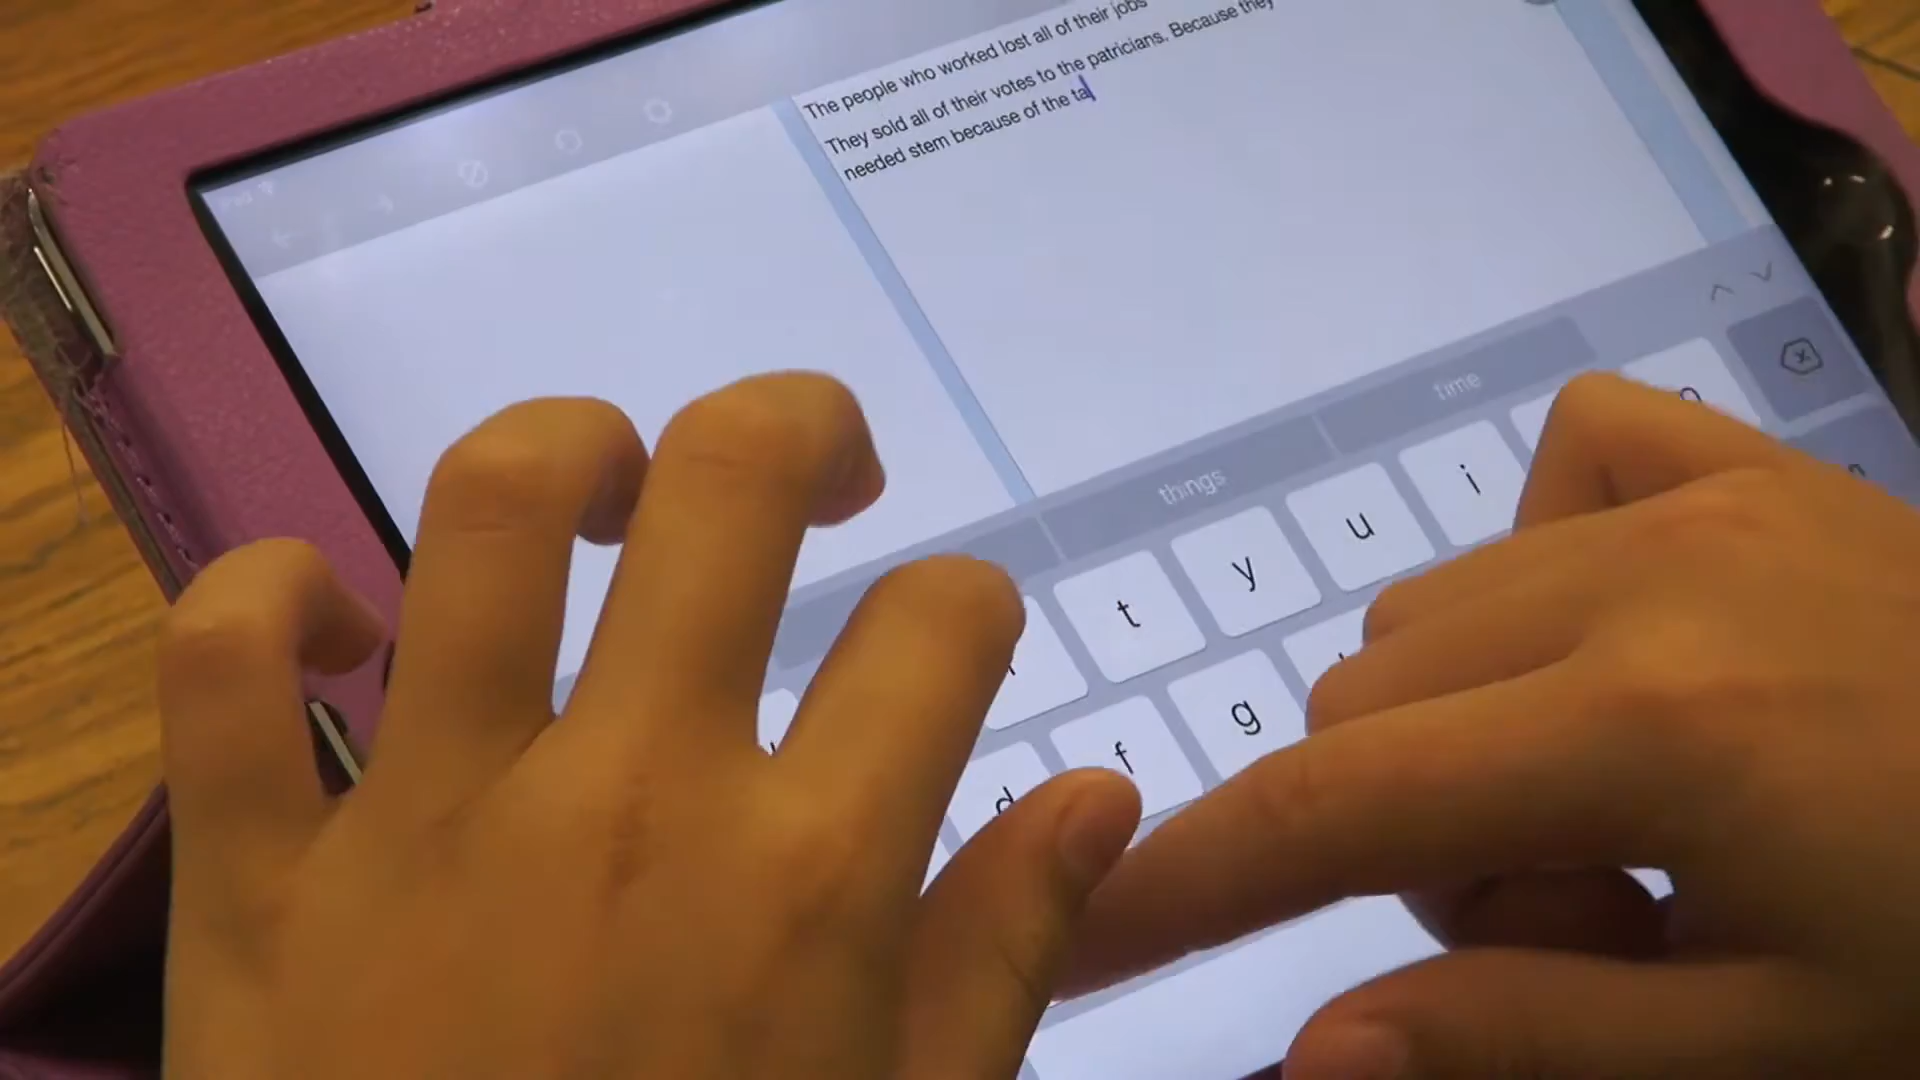 iPad
The people who worked lost all of their jobs
They sold all of their votes to the patricians. Because they
needed stem because of the ta
things
time
t
y
u
i
d
f
g